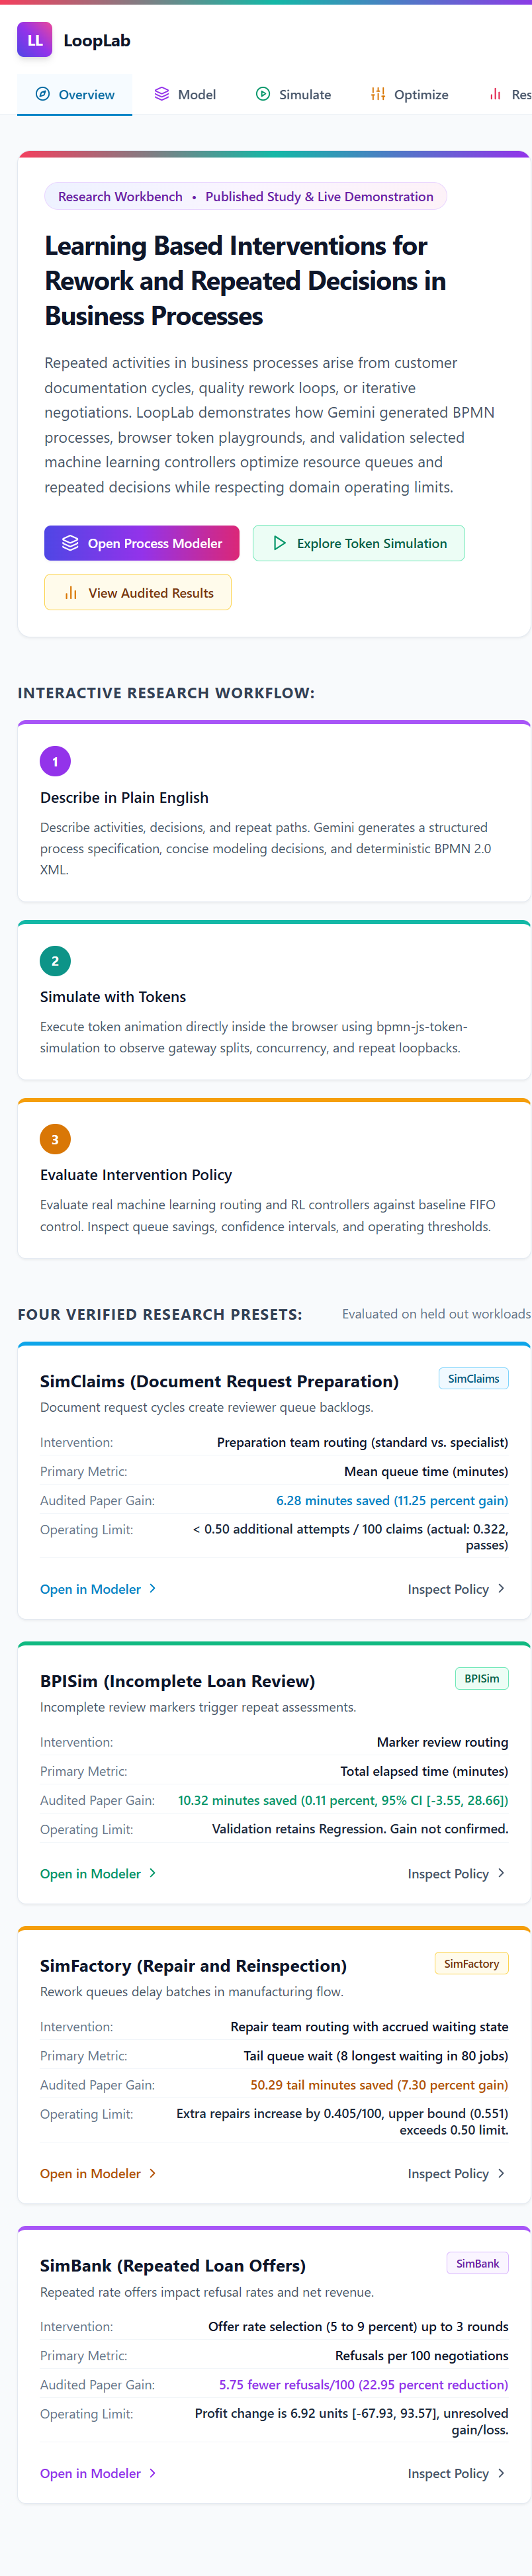 LL LoopLab
Overview Model Simulate Optimize Res
Research Workbench • Published Study & Live Demonstration
Learning Based Interventions for
Rework and Repeated Decisions in
Business Processes
Repeated activities in business processes arise from customer
documentation cycles, quality rework loops, or iterative
negotiations. LoopLab demonstrates how Gemini generated BPMN
processes, browser token playgrounds, and validation selected
machine learning controllers optimize resource queues and
repeated decisions while respecting domain operating limits.
Open Process Modeler Explore Token Simulation
View Audited Results
INTERACTIVE RESEARCH WORKFLOW:
1
Describe in Plain English
Describe activities, decisions, and repeat paths. Gemini generates a structured
process specification, concise modeling decisions, and deterministic BPMN 2.0
XML.
2
Simulate with Tokens
Execute token animation directly inside the browser using bpmn-js-token-
simulation to observe gateway splits, concurrency, and repeat loopbacks.
3
Evaluate Intervention Policy
Evaluate real machine learning routing and RL controllers against baseline FIFO
control. Inspect queue savings, confidence intervals, and operating thresholds.
FOUR VERIFIED RESEARCH PRESETS: Evaluated on held out workloads
SimClaims (Document Request Preparation) SimClaims
Document request cycles create reviewer queue backlogs.
Intervention: Preparation team routing (standard vs. specialist)
Primary Metric: Mean queue time (minutes)
Audited Paper Gain: 6.28 minutes saved (11.25 percent gain)
Operating Limit: < 0.50 additional attempts / 100 claims (actual: 0.322,
passes)
Open in Modeler Inspect Policy
BPISim (Incomplete Loan Review) BPISim
Incomplete review markers trigger repeat assessments.
Intervention: Marker review routing
Primary Metric: Total elapsed time (minutes)
Audited Paper Gain: 10.32 minutes saved (0.11 percent, 95% CI [-3.55, 28.66])
Operating Limit: Validation retains Regression. Gain not confirmed.
Open in Modeler Inspect Policy
SimFactory (Repair and Reinspection) SimFactory
Rework queues delay batches in manufacturing flow.
Intervention: Repair team routing with accrued waiting state
Primary Metric: Tail queue wait (8 longest waiting in 80 jobs)
Audited Paper Gain: 50.29 tail minutes saved (7.30 percent gain)
Operating Limit: Extra repairs increase by 0.405/100, upper bound (0.551)
exceeds 0.50 limit.
Open in Modeler Inspect Policy
SimBank (Repeated Loan Offers) SimBank
Repeated rate offers impact refusal rates and net revenue.
Intervention: Offer rate selection (5 to 9 percent) up to 3 rounds
Primary Metric: Refusals per 100 negotiations
Audited Paper Gain: 5.75 fewer refusals/100 (22.95 percent reduction)
Operating Limit: Profit change is 6.92 units [-67.93, 93.57], unresolved
gain/loss.
Open in Modeler Inspect Policy